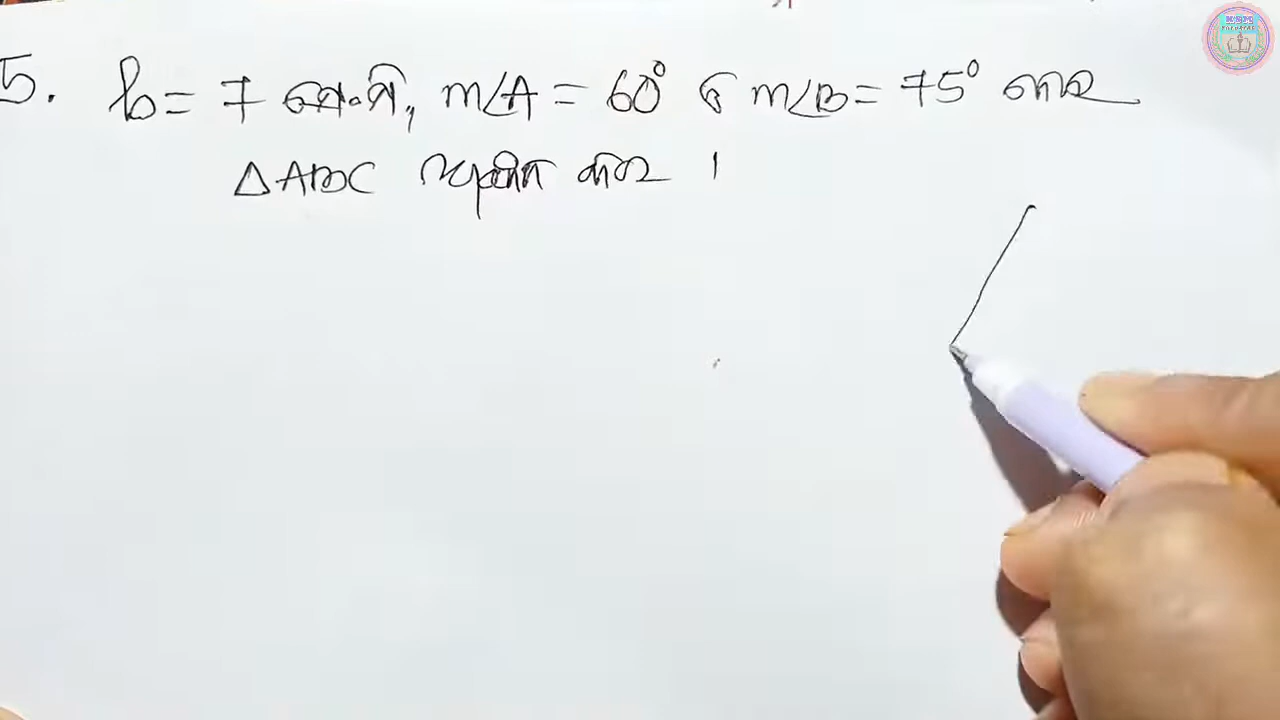 5. b = 7 ସେ.ମି, m∠A = 60° ଓ m∠B = 75° ନେଇ
△ABC ଅଙ୍କନ କର ।